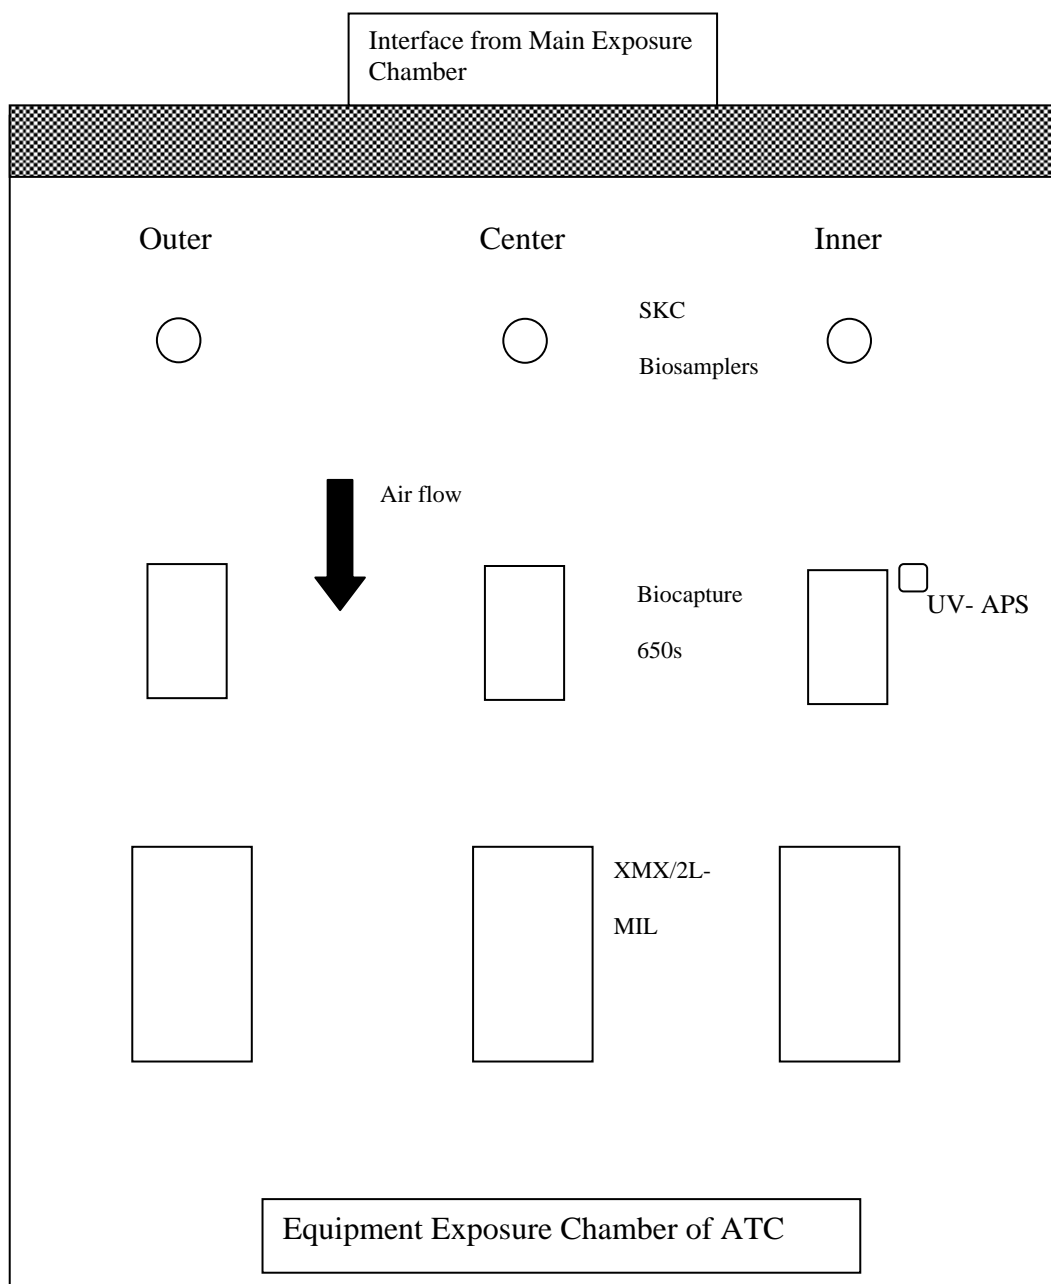 Interface from Main Exposure
Chamber
Outer
Center
Inner
SKC
Biosamplers
Air flow
Biocapture
650s
UV- APS
XMX/2L-
MIL
Equipment Exposure Chamber of ATC